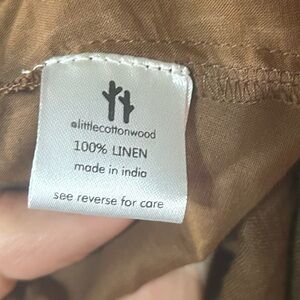 @littlecottonwood
100% LINEN
made in india
see reverse for care